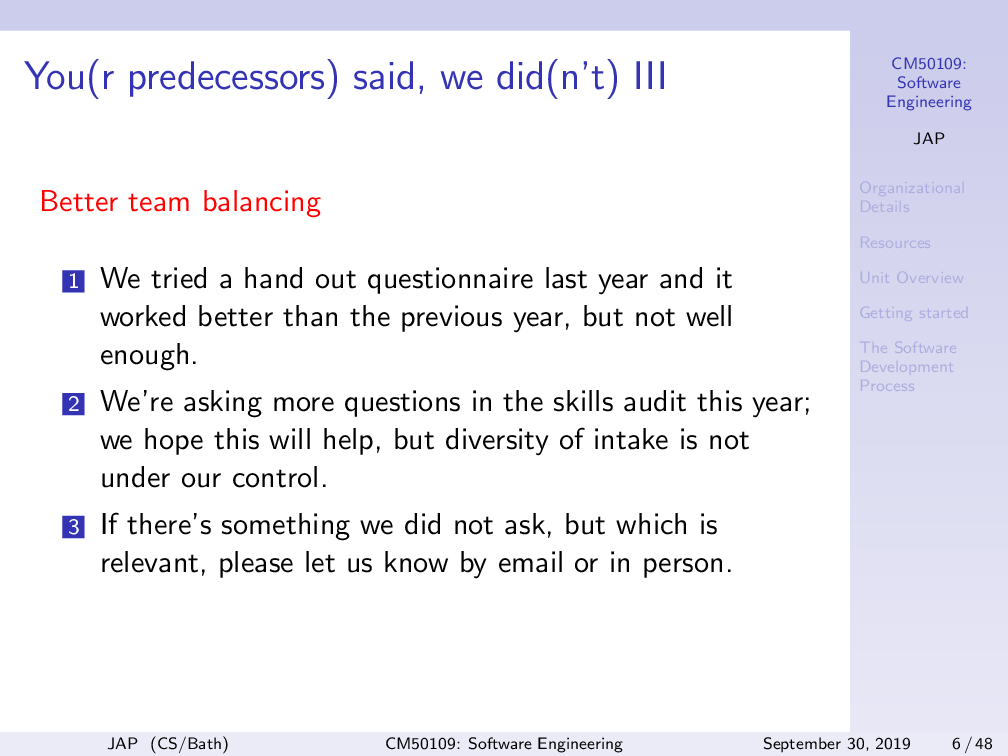 You(r predecessors) said, we did(n't) III
Better team balancing
1 We tried a hand out questionnaire last year and it
worked better than the previous year, but not well
enough.
2 We're asking more questions in the skills audit this year;
we hope this will help, but diversity of intake is not
under our control.
3 If there's something we did not ask, but which is
relevant, please let us know by email or in person.
CM50109:
Software
Engineering
JAP
Organizational
Details
Resources
Unit Overview
Getting started
The Software
Development
Process
JAP (CS/Bath) CM50109: Software Engineering September 30, 2019 6 / 48